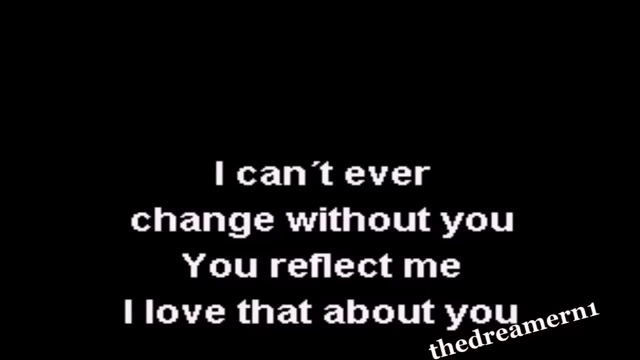 I can´t ever
change without you
You reflect me
I love that about you
thedreamern1